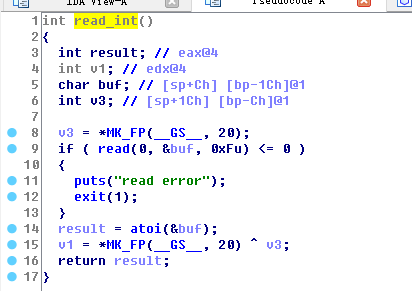 IDA View-A
Pseudocode-A
1 int read_int()
2 {
3 int result; // eax@4
4 int v1; // edx@4
5 char buf; // [sp+Ch] [bp-1Ch]@1
6 int v3; // [sp+1Ch] [bp-Ch]@1
7
8 v3 = *MK_FP(__GS__, 20);
9 if ( read(0, &buf, 0xFu) <= 0 )
10 {
11 puts("read error");
12 exit(1);
13 }
14 result = atoi(&buf);
15 v1 = *MK_FP(__GS__, 20) ^ v3;
16 return result;
17 }